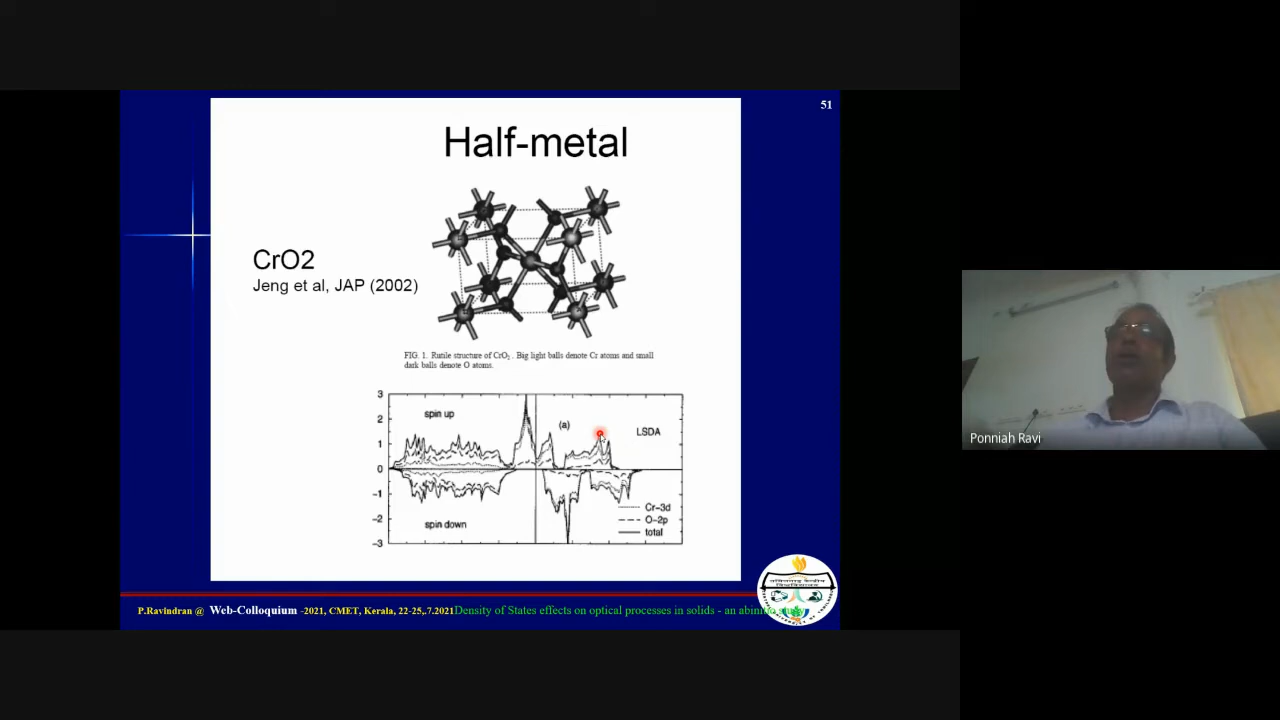 51
Half-metal
CrO2
Jeng et al, JAP (2002)
FIG. 1. Rutile structure of CrO₂. Big light balls denote Cr atoms and small
dark balls denote O atoms.
3
2
1
0
-1
-2
-3
spin up
(a)
LSDA
spin down
Cr-3d
O-2p
total
P.Ravindran @ Web-Colloquium -2021, CMET, Kerala, 22-25,.7.2021 Density of States effects on optical processes in solids - an abinitio study
Ponniah Ravi